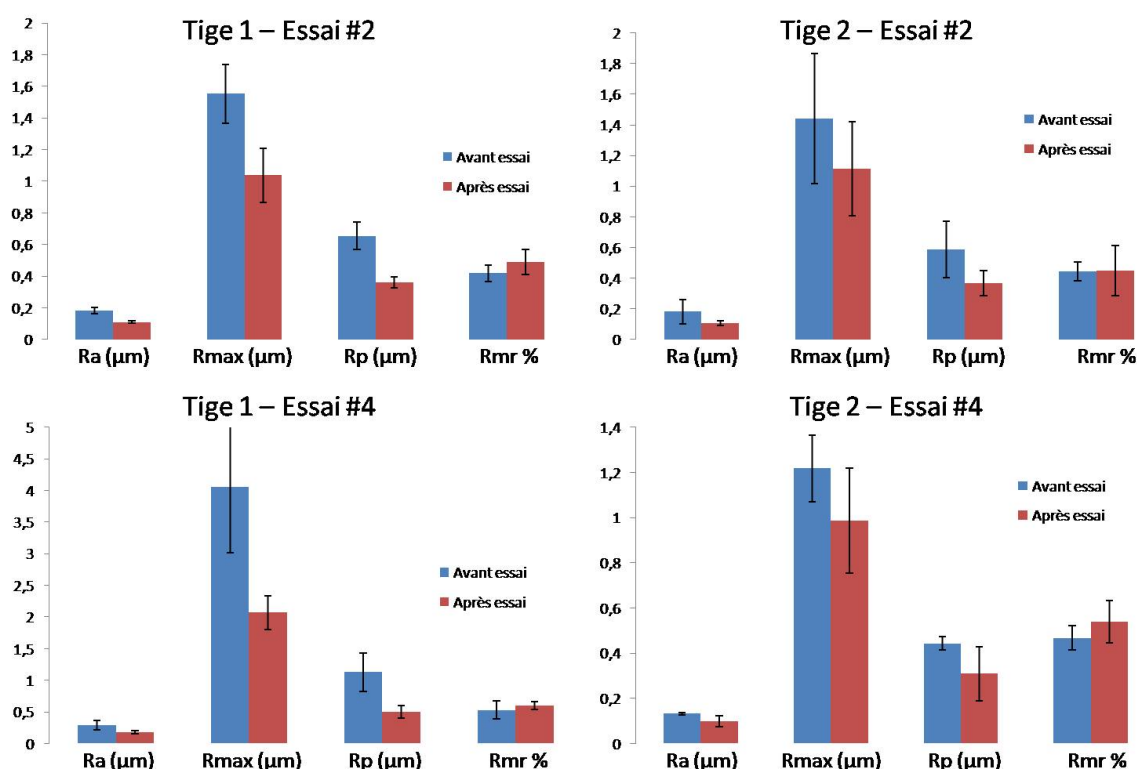 Tige 1 – Essai #2
2
1,8
1,6
1,4
1,2
1
0,8
0,6
0,4
0,2
0
Avant essai
Après essai
Ra (µm) Rmax (µm) Rp (µm) Rmr %
Tige 2 – Essai #2
2
1,8
1,6
1,4
1,2
1
0,8
0,6
0,4
0,2
0
Avant essai
Après essai
Ra (µm) Rmax (µm) Rp (µm) Rmr %
Tige 1 – Essai #4
5
4,5
4
3,5
3
2,5
2
1,5
1
0,5
0
Avant essai
Après essai
Ra (µm) Rmax (µm) Rp (µm) Rmr %
Tige 2 – Essai #4
1,4
1,2
1
0,8
0,6
0,4
0,2
0
Avant essai
Après essai
Ra (µm) Rmax (µm) Rp (µm) Rmr %